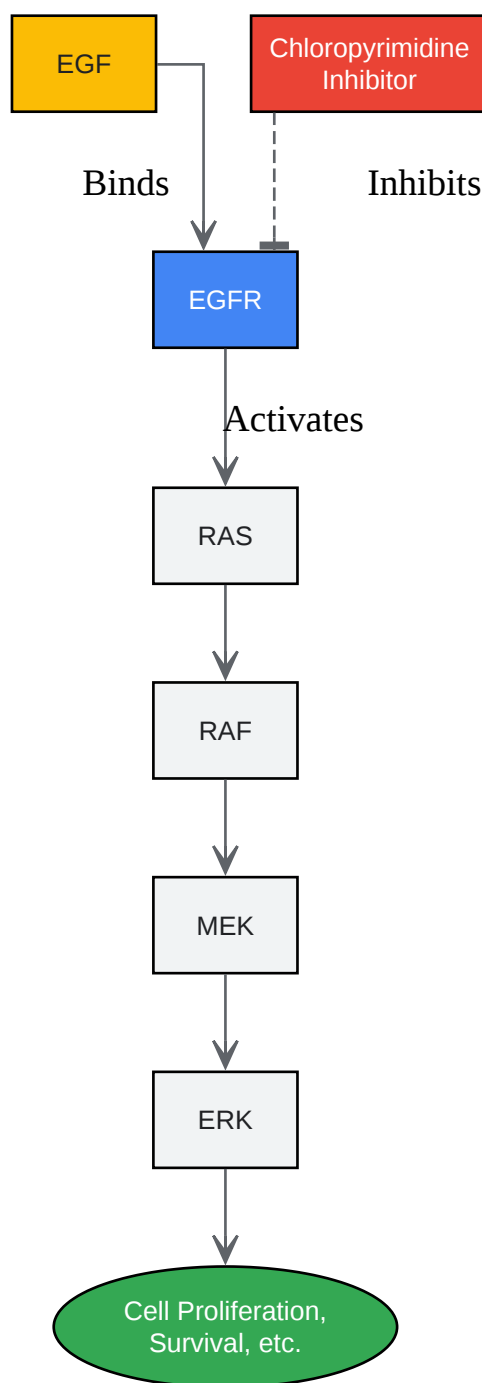 EGF
Chloropyrimidine
Inhibitor
Binds
Inhibits
EGFR
Activates
RAS
RAF
MEK
ERK
Cell Proliferation,
Survival, etc.